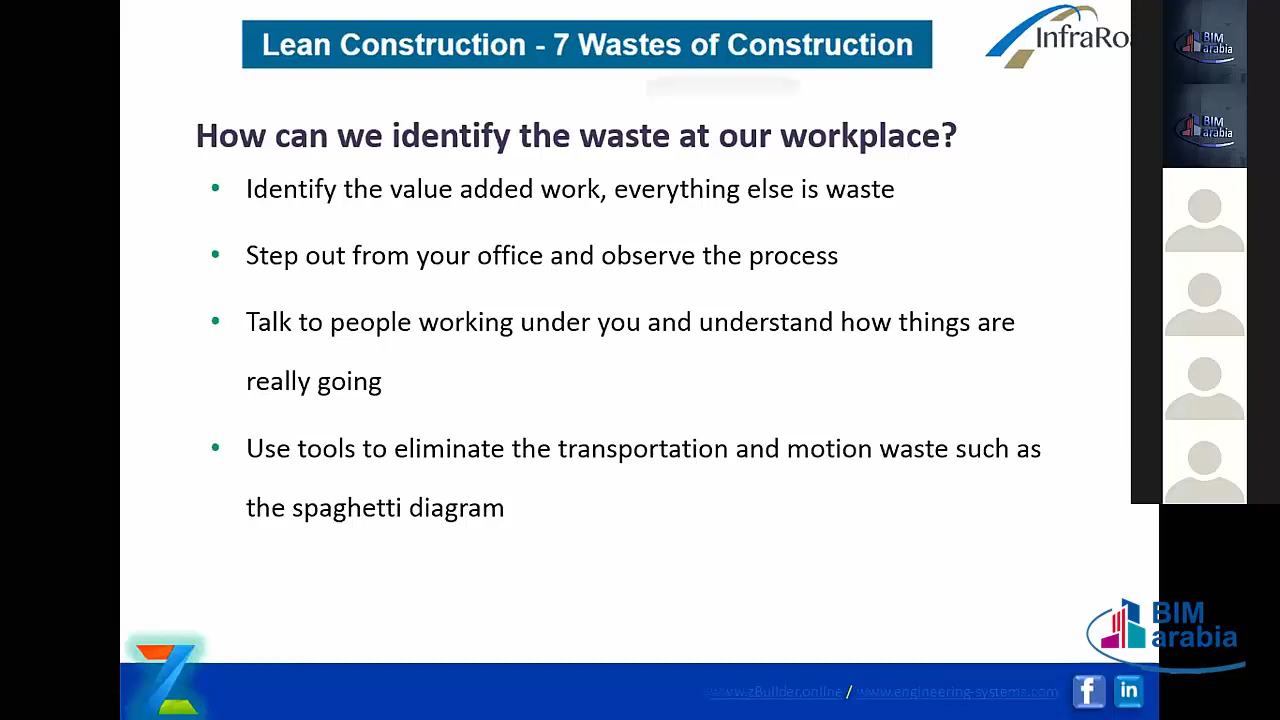 Lean Construction - 7 Wastes of Construction
InfraRo
BIM
arabia
BIM
arabia
How can we identify the waste at our workplace?
• Identify the value added work, everything else is waste
• Step out from your office and observe the process
• Talk to people working under you and understand how things are
really going
• Use tools to eliminate the transportation and motion waste such as
the spaghetti diagram
BIM
arabia
www.zBuilder.online / www.engineering-systems.com
f in